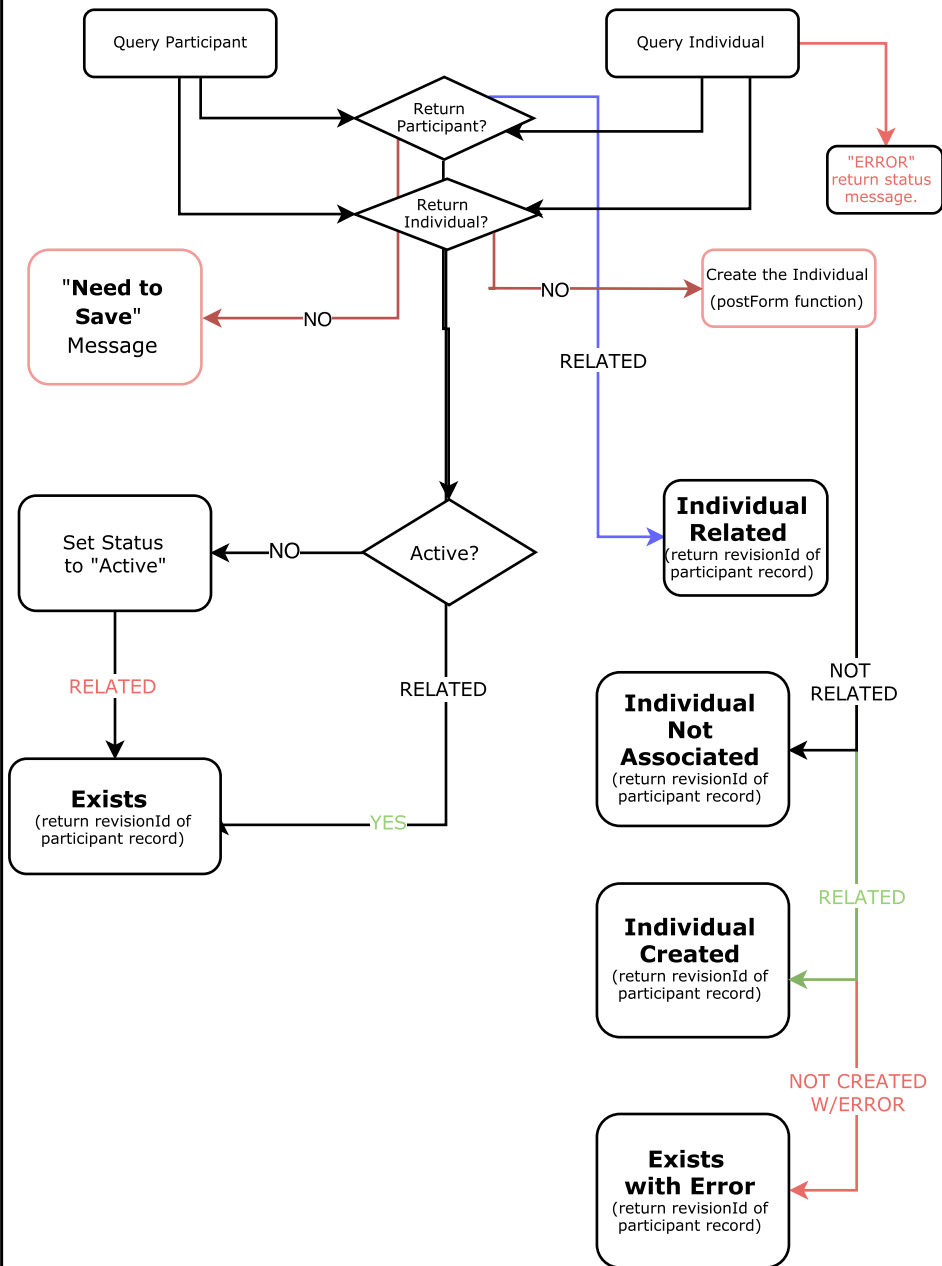 Query Participant
Query Individual
Return
Participant?
"ERROR"
return status
message.
Return
Individual?
"Need to
Save"
Message
NO
NO
Create the Individual
(postForm function)
RELATED
Individual
Related
(return revisionId of
participant record)
Set Status
to "Active"
NO
Active?
RELATED
RELATED
NOT
RELATED
Individual
Not
Associated
(return revisionId of
participant record)
Exists
(return revisionId of
participant record)
YES
RELATED
Individual
Created
(return revisionId of
participant record)
NOT CREATED
W/ERROR
Exists
with Error
(return revisionId of
participant record)